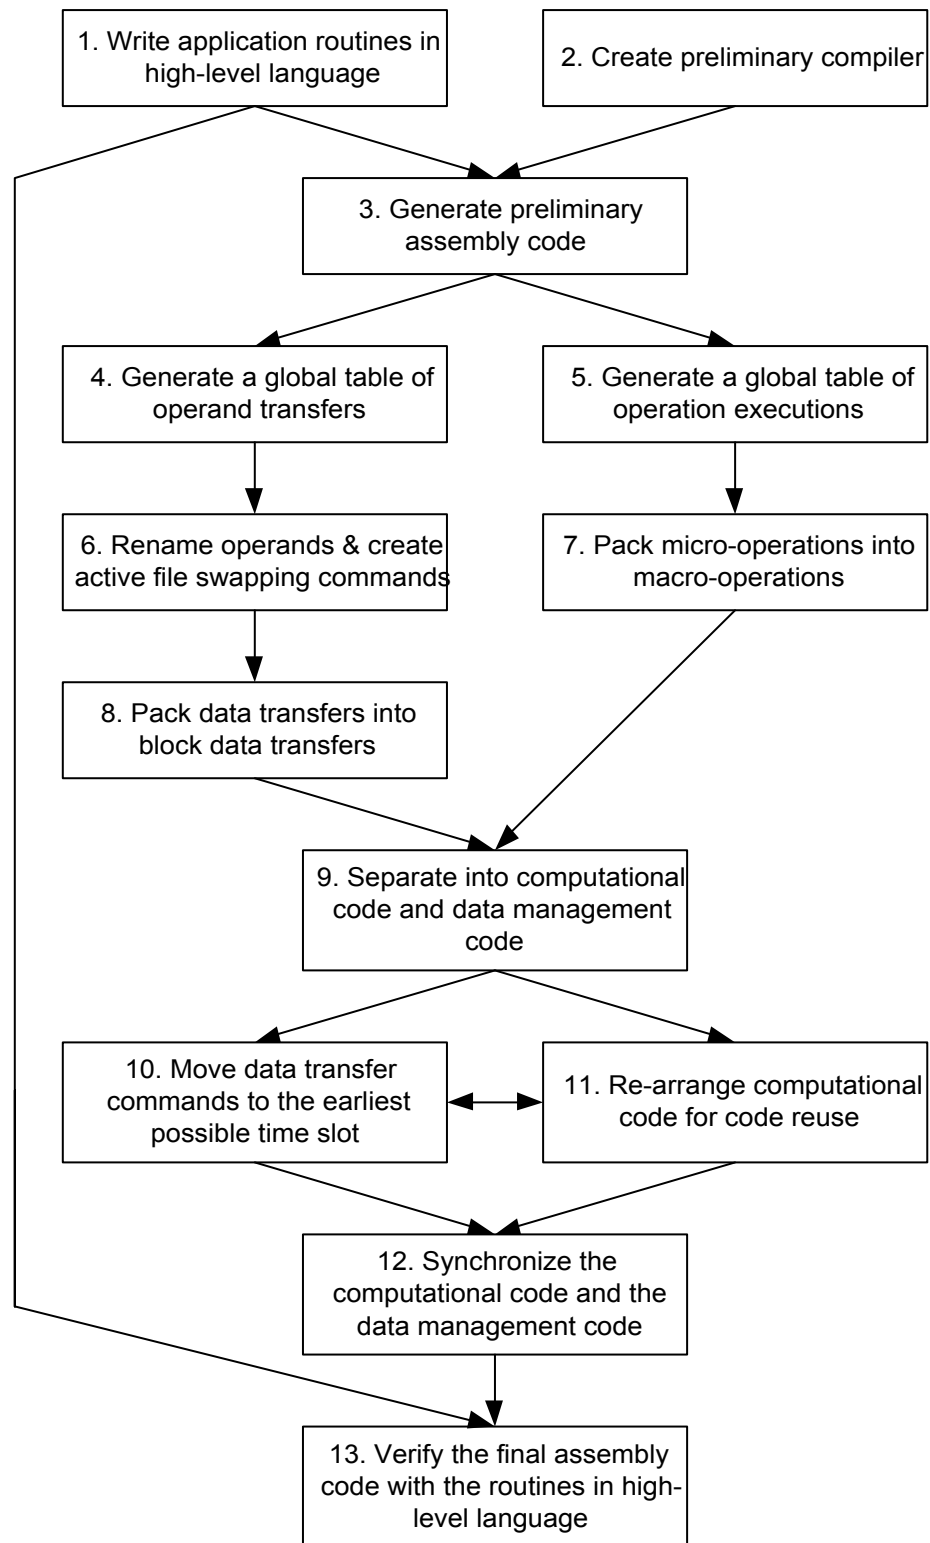 1. Write application routines in
high-level language
2. Create preliminary compiler
3. Generate preliminary
assembly code
4. Generate a global table of
operand transfers
5. Generate a global table of
operation executions
6. Rename operands & create
active file swapping commands
7. Pack micro-operations into
macro-operations
8. Pack data transfers into
block data transfers
9. Separate into computational
code and data management
code
10. Move data transfer
commands to the earliest
possible time slot
11. Re-arrange computational
code for code reuse
12. Synchronize the
computational code and the
data management code
13. Verify the final assembly
code with the routines in high-
level language